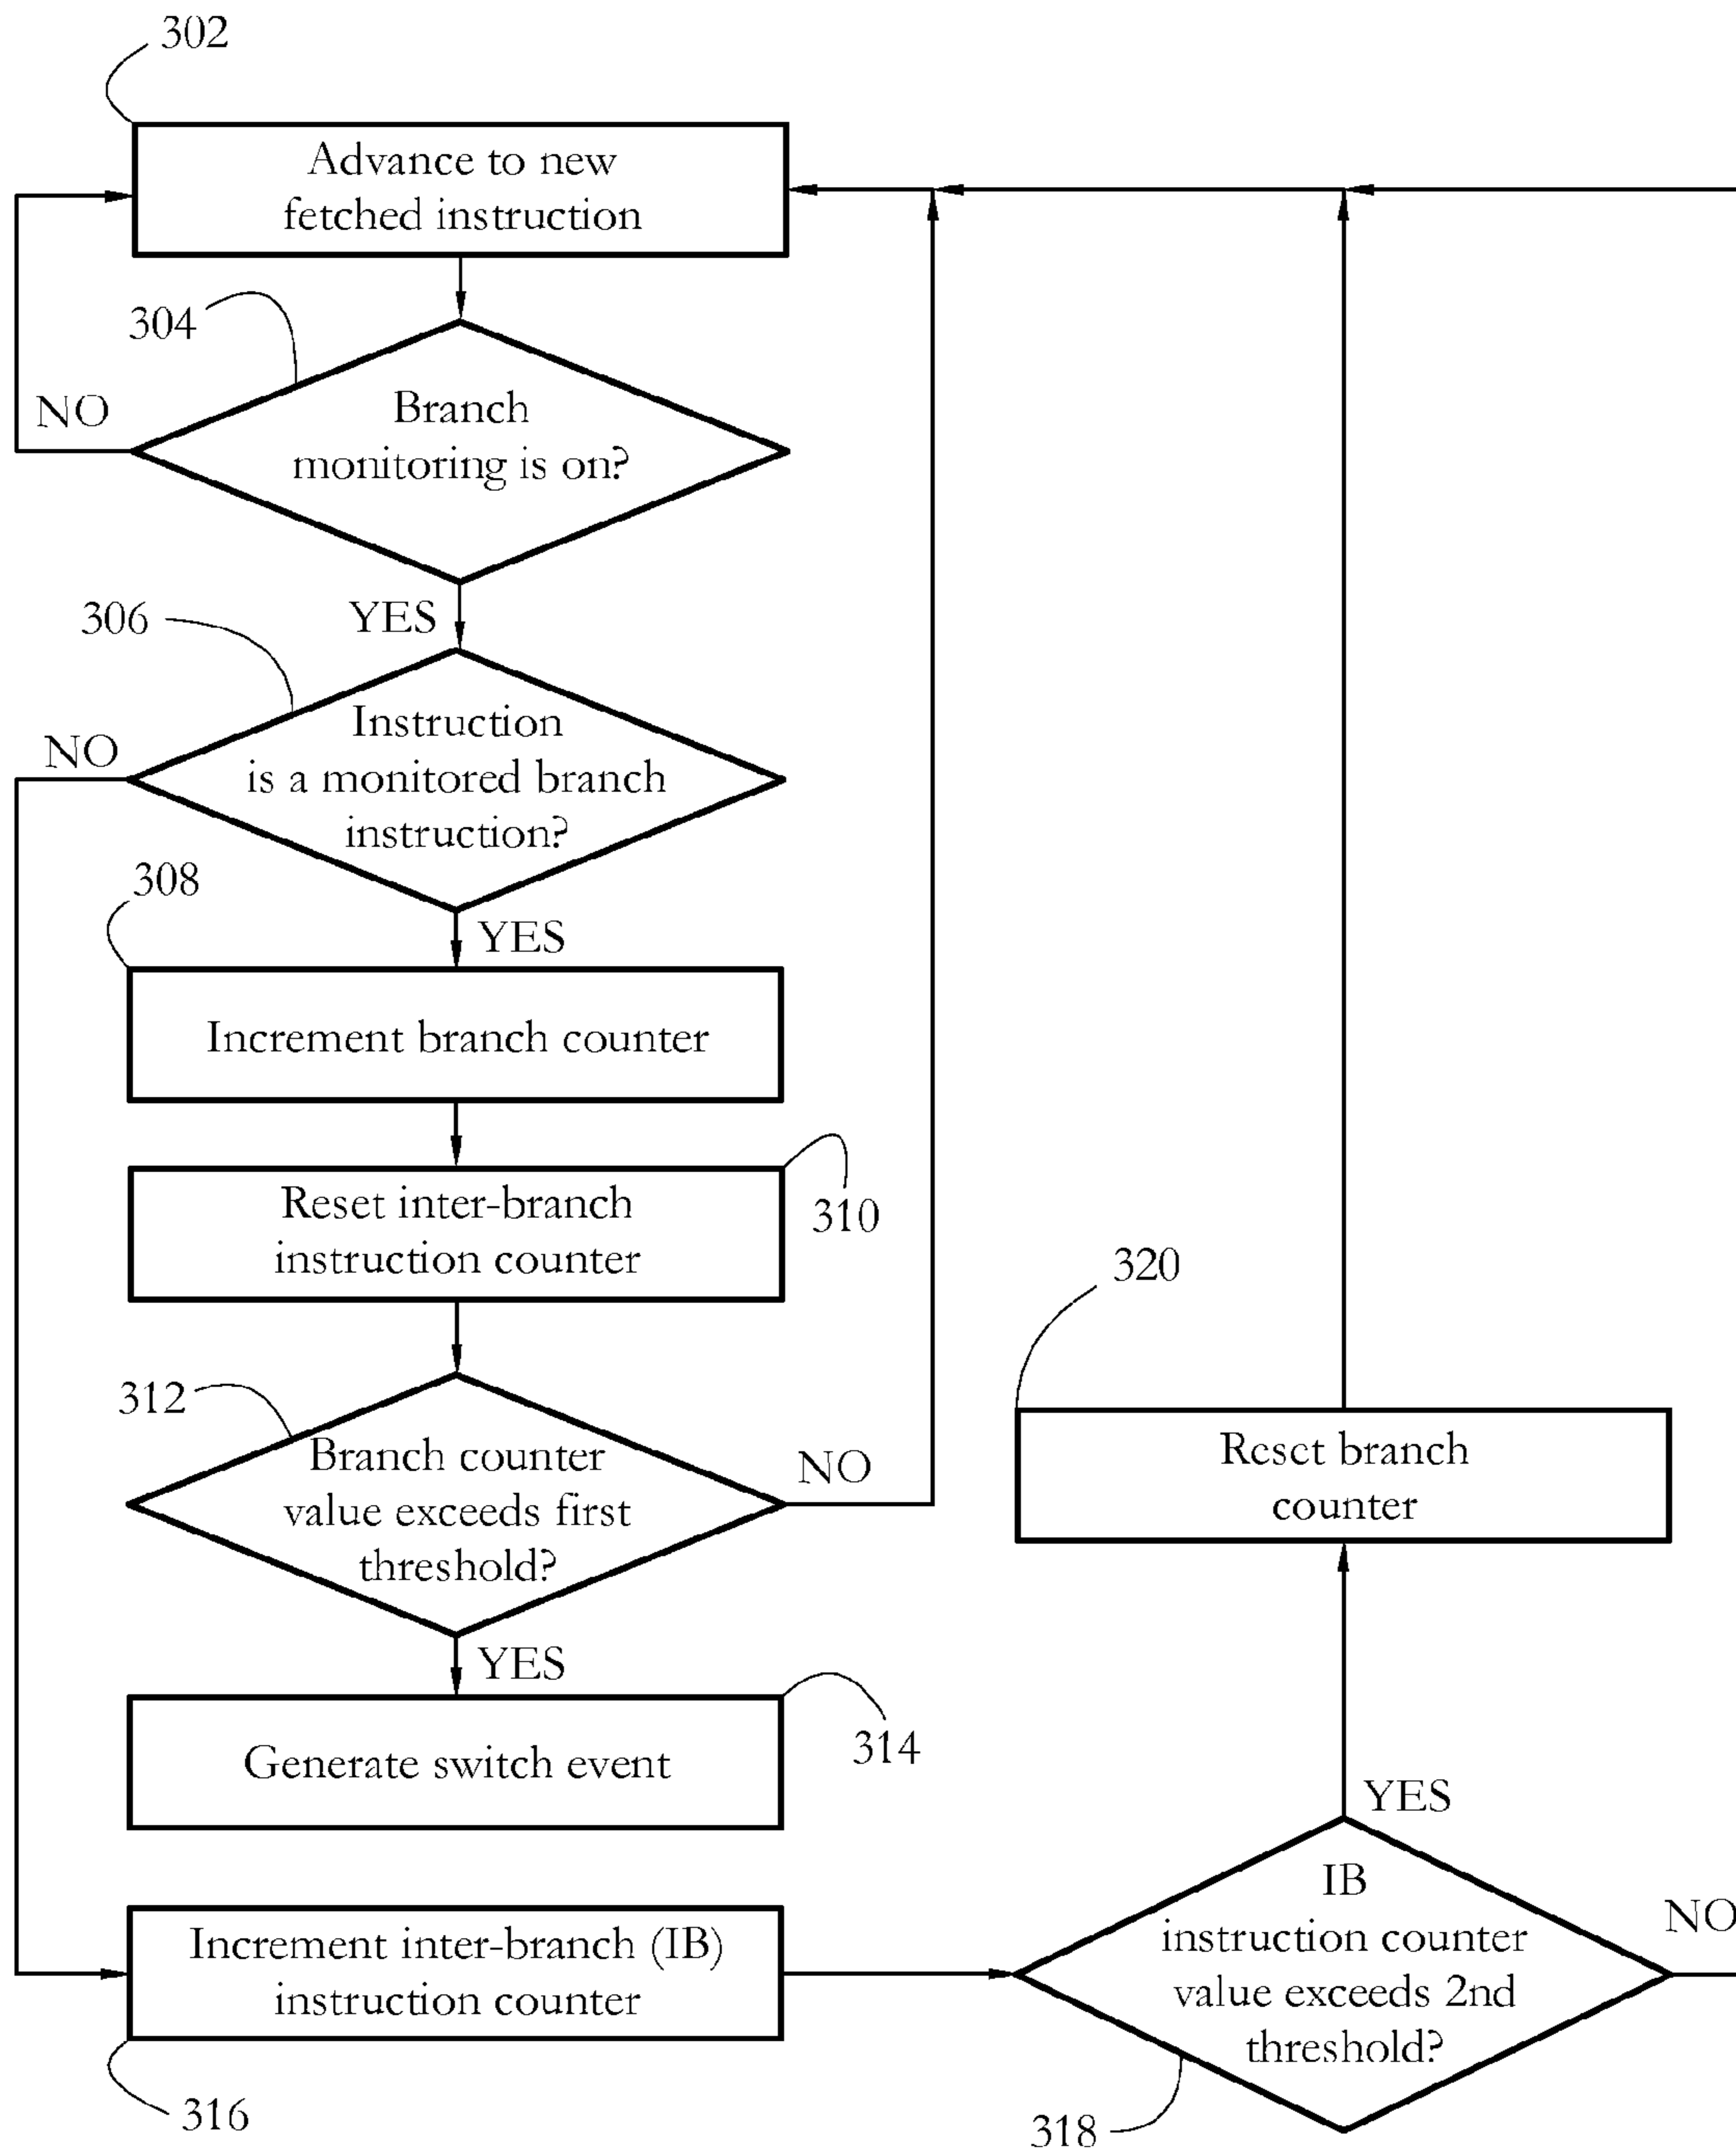 302
Advance to new
fetched instruction
304
NO
Branch
monitoring is on?
YES
306
NO
Instruction
is a monitored branch
instruction?
308
YES
Increment branch counter
Reset inter-branch
instruction counter
310
312
Branch counter
value exceeds first
threshold?
NO
YES
Generate switch event
314
Increment inter-branch (IB)
instruction counter
316
320
Reset branch
counter
YES
IB
instruction counter
value exceeds 2nd
threshold?
NO
318